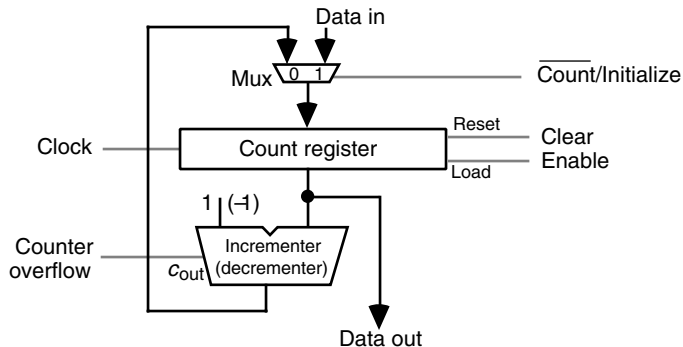 Data in
Mux
0 1
C̅o̅u̅n̅t̅/Initialize
Clock
Count register
Reset
Clear
Enable
Load
1 (–1)
Counter
overflow
Incrementer
(decrementer)
cout
Data out